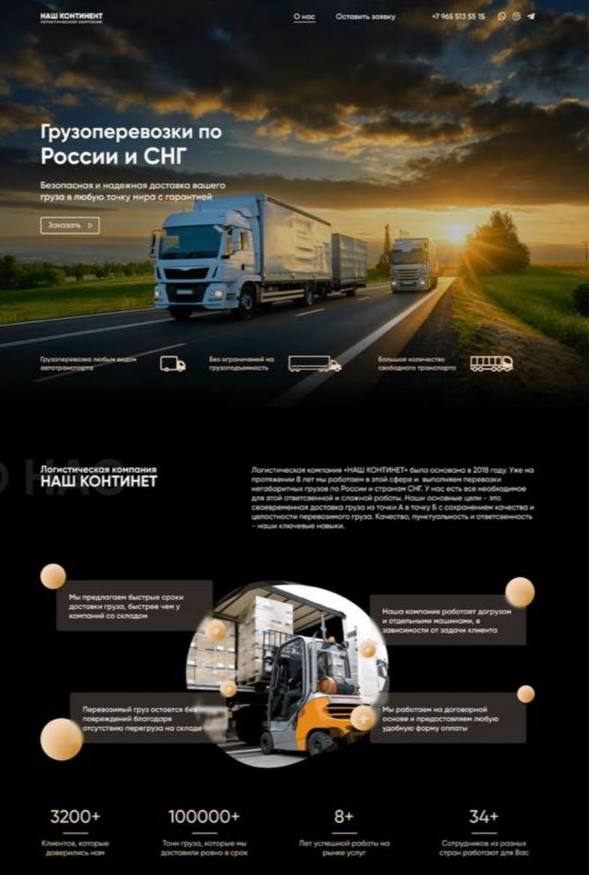 НАШ КОНТИНЕНТ
логистическая компания
О нас
Оставить заявку
+7 965 513 55 15
Грузоперевозки по
России и СНГ
Безопасная и надежная доставка вашего
груза в любую точку мира с гарантией
Заказать
Грузоперевозка любым видом
автотранспорта
Без ограничений на
грузоподъемность
Большое количество
свободного транспорта
О НАС
Логистическая компания
НАШ КОНТИНЕТ
Логистическая компания «НАШ КОНТИНЕТ» была основана в 2018 году. Уже на
протяжении 8 лет мы работаем в этой сфере и выполняем перевозки
негабаритных грузов по России и странам СНГ. У нас есть все необходимое
для этой ответсвенной и сложной работы. Наши основные цели - это
своевременная доставка груза из точки А в точку Б с сохранением качества и
целостности перевозимого груза. Качество, пунктуальность и ответсвенность
- наши ключевые навыки.
Мы предлагаем быстрые сроки
доставки груза, быстрее чем у
компаний со складом
Наша компания работает догрузом
и отдельными машинами, в
зависимости от задачи клиента
Перевозимый груз остается без
повреждений благодаря
отсутствию перегруза на складе
Мы работаем на договорной
основе и предоставляем любую
удобную форму оплаты
3200+
Клиентов, которые
доверились нам
100000+
Тонн груза, которые мы
доставили ровно в срок
8+
Лет успешной работы на
рынке услуг
34+
Сотрудников из разных
стран работают для Вас